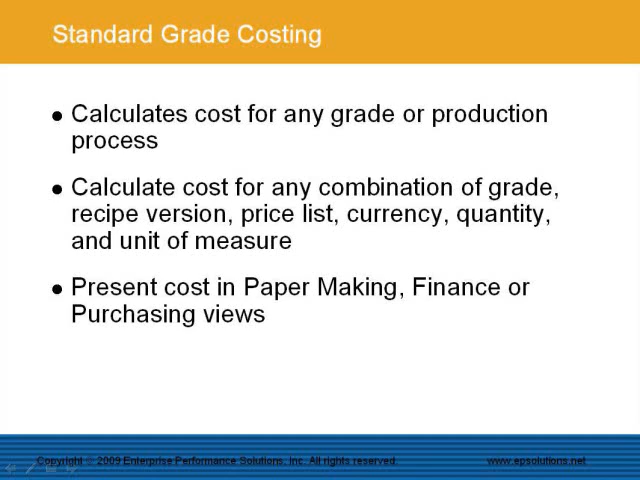 Standard Grade Costing
● Calculates cost for any grade or production
process
● Calculate cost for any combination of grade,
recipe version, price list, currency, quantity,
and unit of measure
● Present cost in Paper Making, Finance or
Purchasing views
Copyright © 2009 Enterprise Performance Solutions, Inc. All rights reserved. www.epsolutions.net